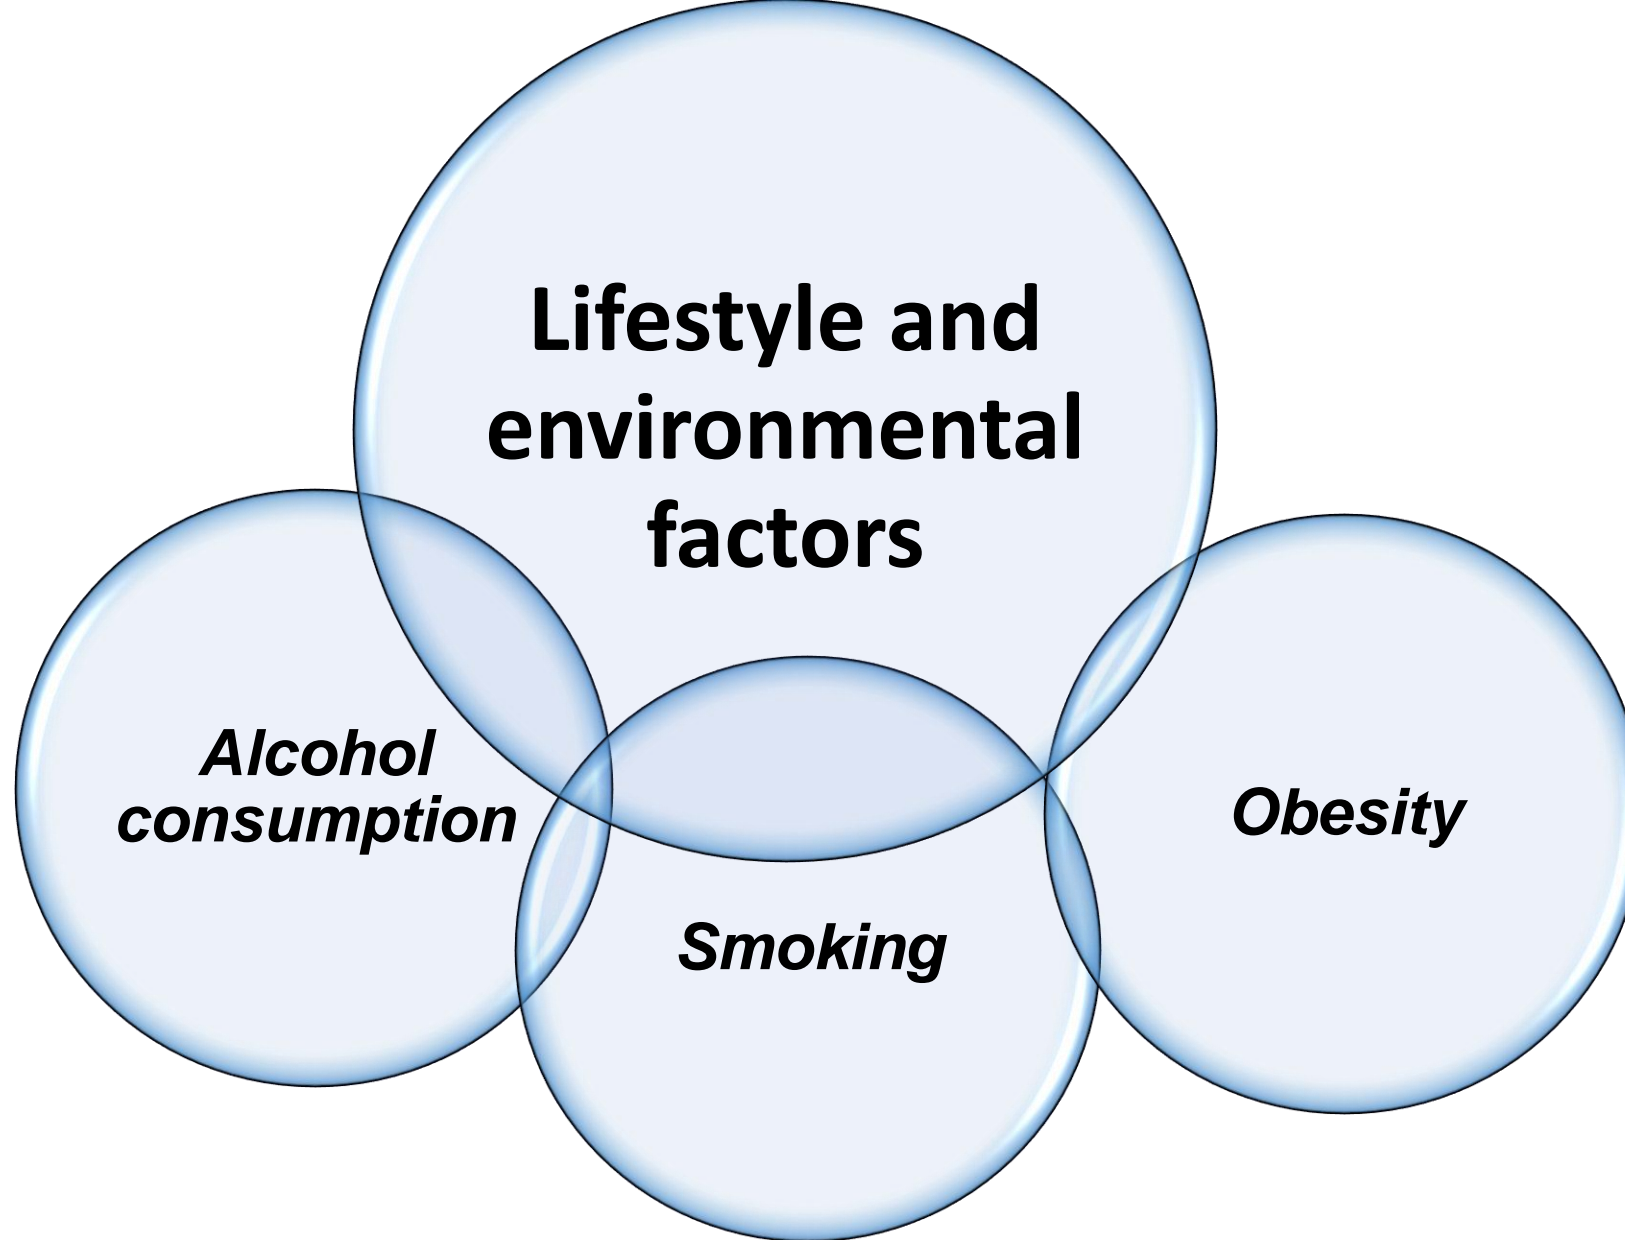 Lifestyle and
environmental
factors
Alcohol
consumption
Smoking
Obesity